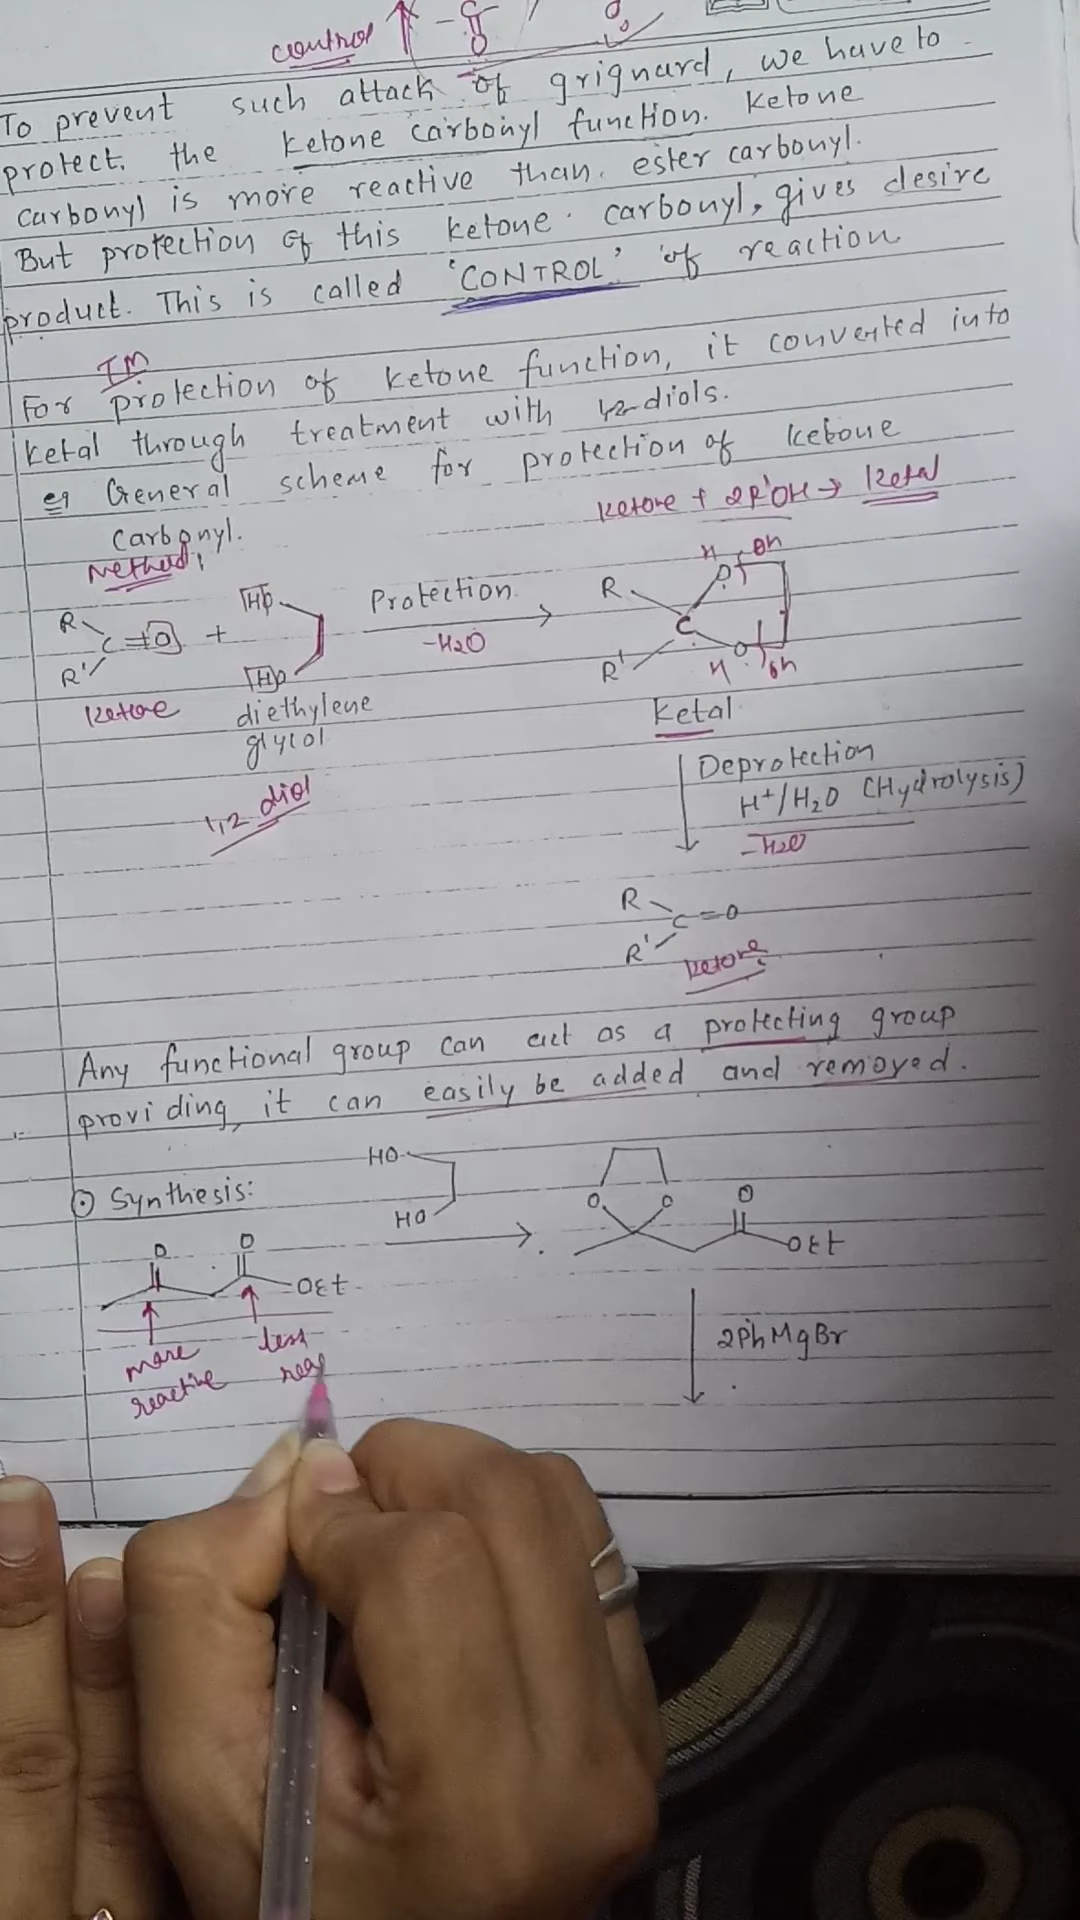 control
To prevent such attack of grignard, we have to
protect. the ketone carbonyl function. Ketone
carbonyl is more reactive than. ester carbonyl.
But protection of this ketone. carbonyl, gives desire
product. This is called 'CONTROL' of reaction
TM
For protection of ketone function, it converted into
ketal through treatment with 1,2 diols.
eg General scheme for protection of ketone
carbonyl.
Ketone + 2R'OH → Ketal
Method:
R
R'
C=O
+
HO
HO
Protection
-H2O
R
R'
C
O
O
H
OH
H
OH
Ketone
diethylene
glycol
1,2 diol
Ketal
Deprotection
H+/H2O (Hydrolysis)
-H2O
R
R'
C=O
Ketone
Any functional group can act as a protecting group
providing, it can easily be added and removed.
Synthesis:
HO
HO
O O
OEt
O O O
OEt
more
reactive
less
2PhMgBr